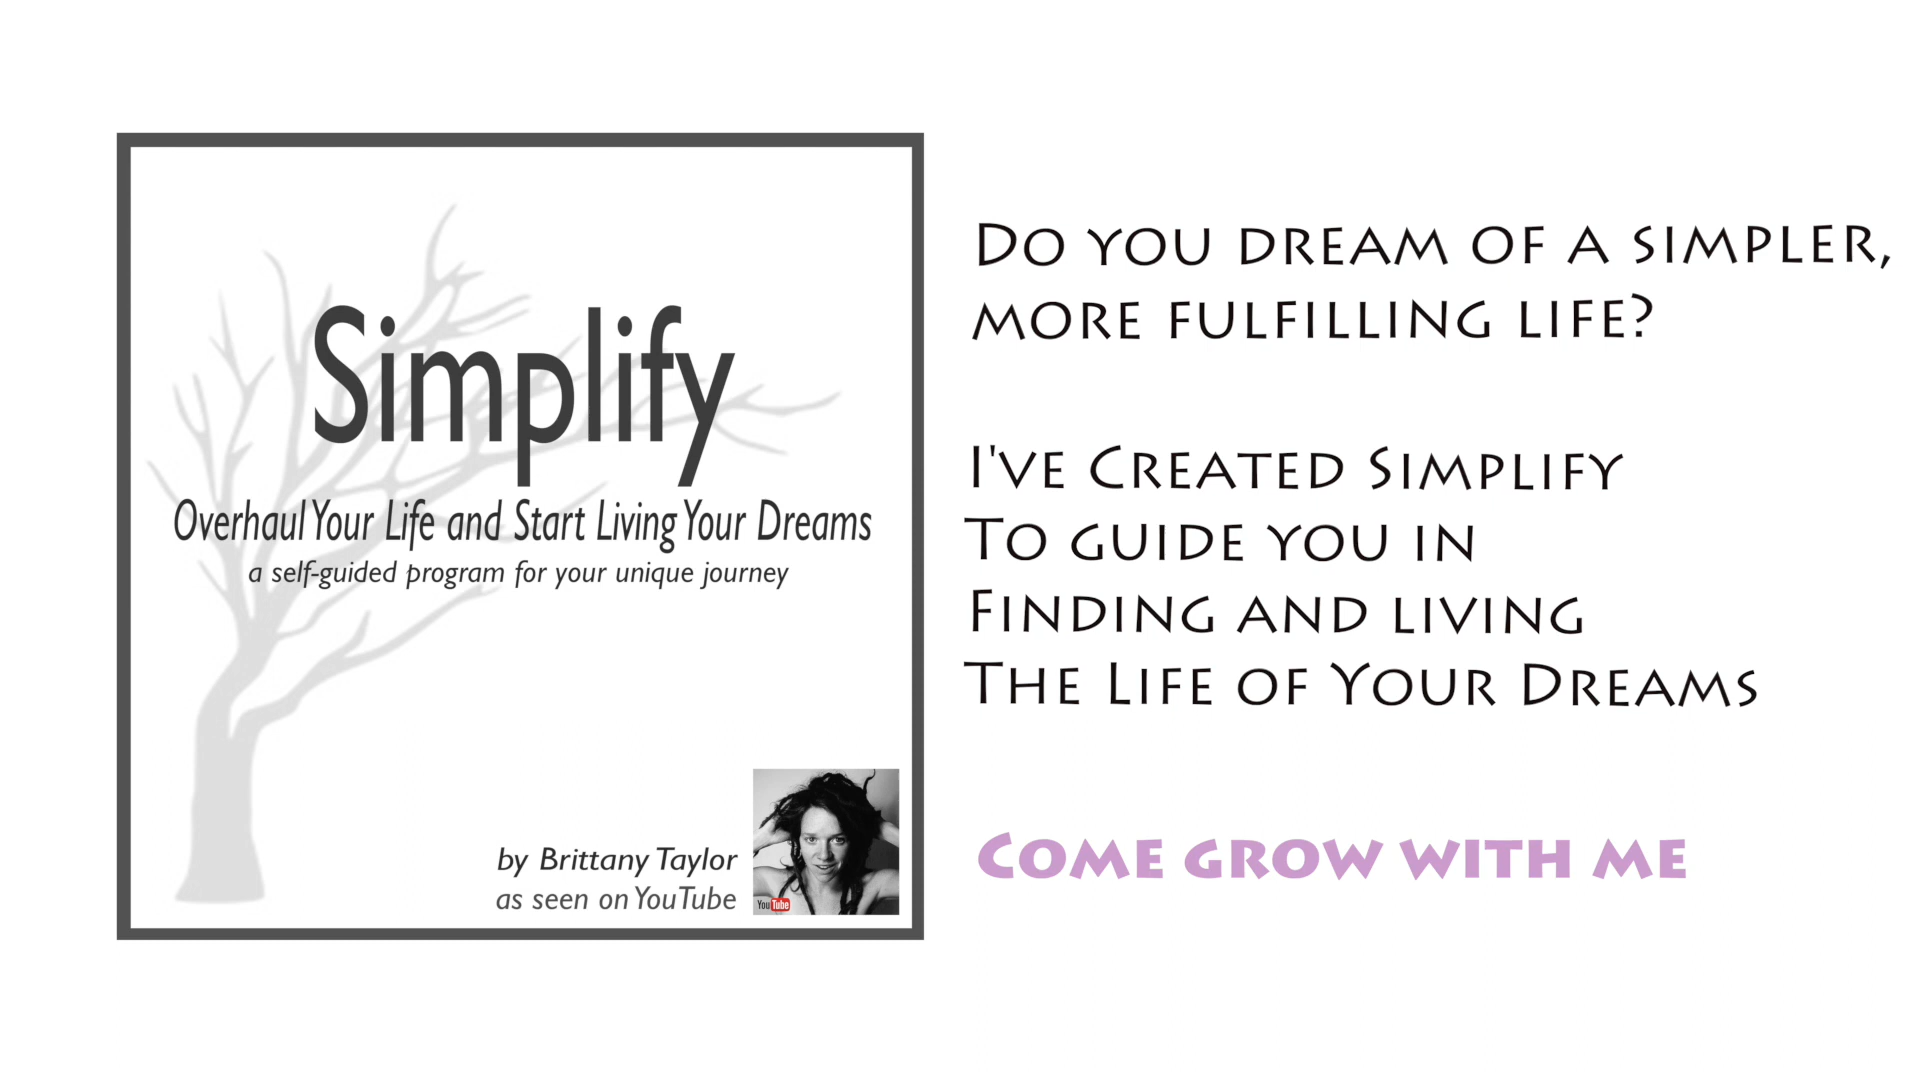 Simplify
Overhaul Your Life and Start Living Your Dreams
a self-guided program for your unique journey
by Brittany Taylor
as seen on YouTube
YouTube
Do you dream of a simpler,
more fulfilling life?
I've Created Simplify
To guide you in
Finding and living
The Life of Your Dreams
Come grow with me